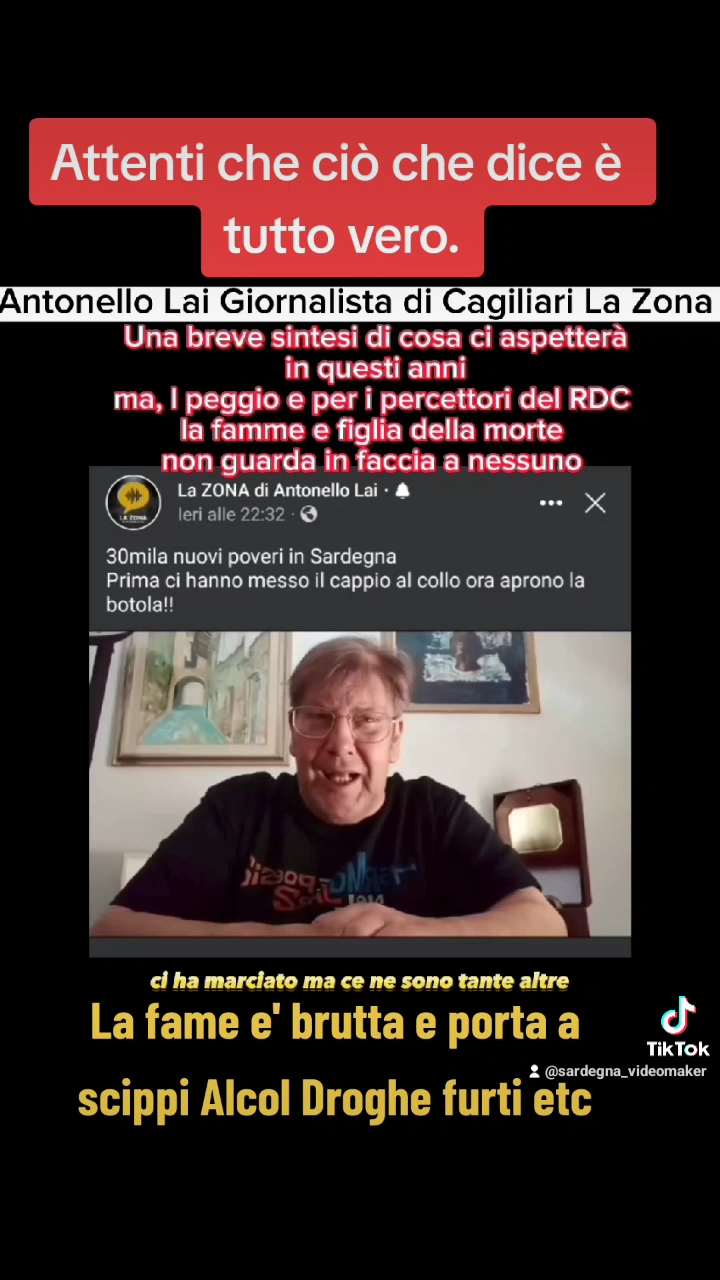 Attenti che ciò che dice è
tutto vero.
Antonello Lai Giornalista di Cagiliari La Zona
Una breve sintesi di cosa ci aspetterà
in questi anni
ma, I peggio e per i percettori del RDC
la famme e figlia della morte
non guarda in faccia a nessuno
La ZONA di Antonello Lai ·
LA ZONA
Ieri alle 22:32 ·
30mila nuovi poveri in Sardegna
Prima ci hanno messo il cappio al collo ora aprono la
botola!!
ci ha marciato ma ce ne sono tante altre
La fame e' brutta e porta a
TikTok
@sardegna_videomaker
scippi Alcol Droghe furti etc